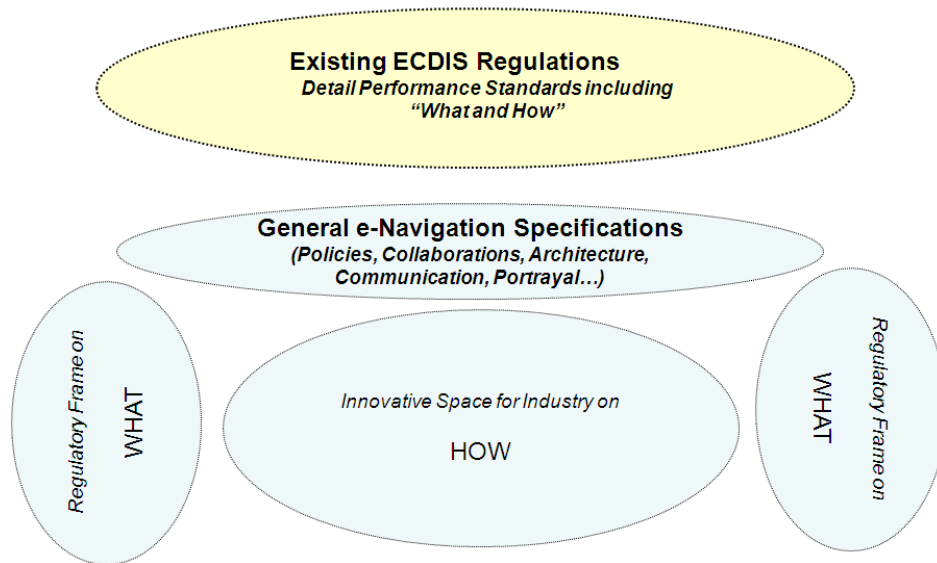 Existing ECDIS Regulations
Detail Performance Standards including
“What and How”
General e-Navigation Specifications
(Policies, Collaborations, Architecture,
Communication, Portrayal…)
Regulatory Frame on
WHAT
Innovative Space for Industry on
HOW
WHAT
Regulatory Frame on